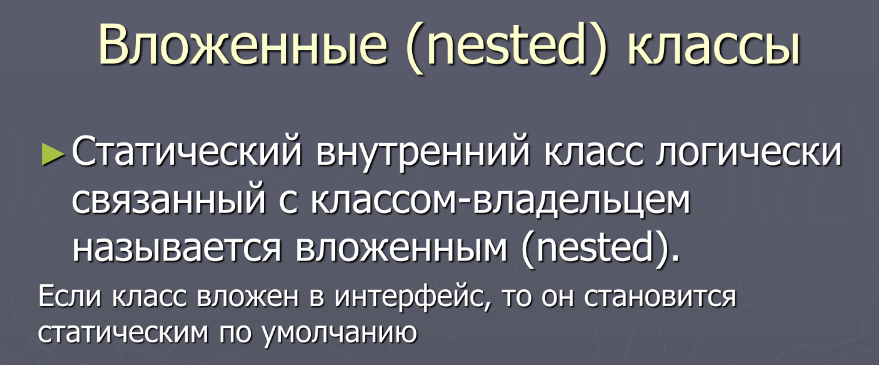 Вложенные (nested) классы
► Статический внутренний класс логически
связанный с классом-владельцем
называется вложенным (nested).
Если класс вложен в интерфейс, то он становится
статическим по умолчанию